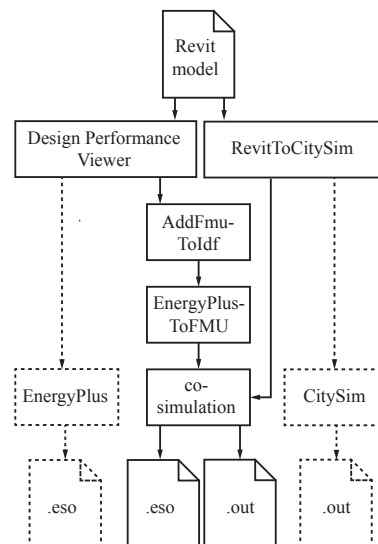 Revit
model
Design Performance
Viewer
RevitToCitySim
AddFmu-
ToIdf
EnergyPlus-
ToFMU
EnergyPlus
co-
simulation
CitySim
.eso
.eso
.out
.out